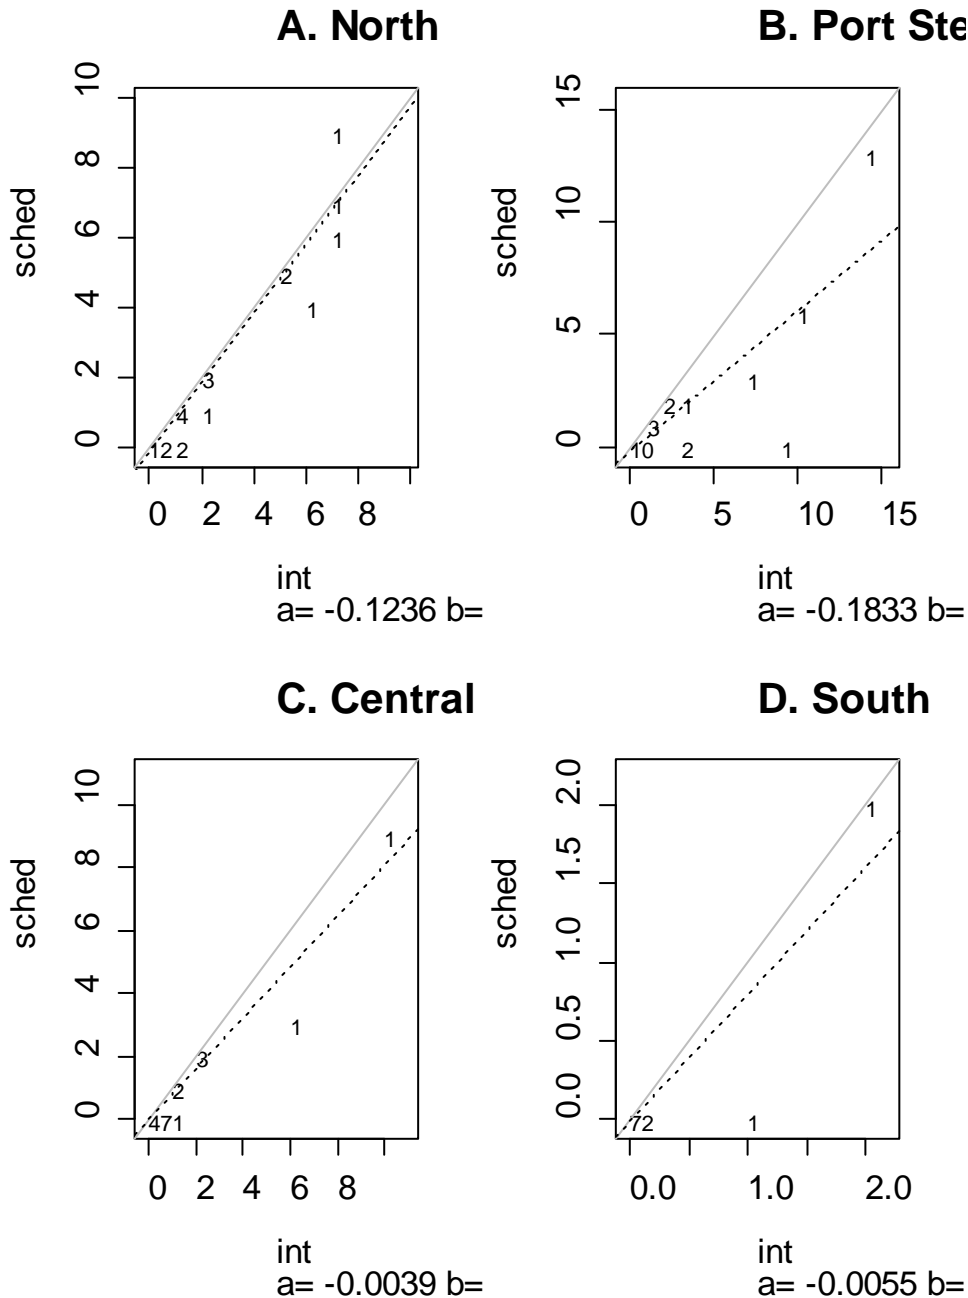 A. North
10
8
6
4
2
0
sched
1
1
1
2
1
3
4 2 1
12 2
0 2 4 6 8
int
a= -0.1236 b=
B. Port Ste
15
10
5
0
sched
1
1
1
2 1
3
10 2 1
0 5 10 15
int
a= -0.1833 b=
C. Central
10
8
6
4
2
0
sched
1
1
3
2
471
0 2 4 6 8
int
a= -0.0039 b=
D. South
2.0
1.5
1.0
0.5
0.0
sched
1
72 1
0.0 1.0 2.0
int
a= -0.0055 b=